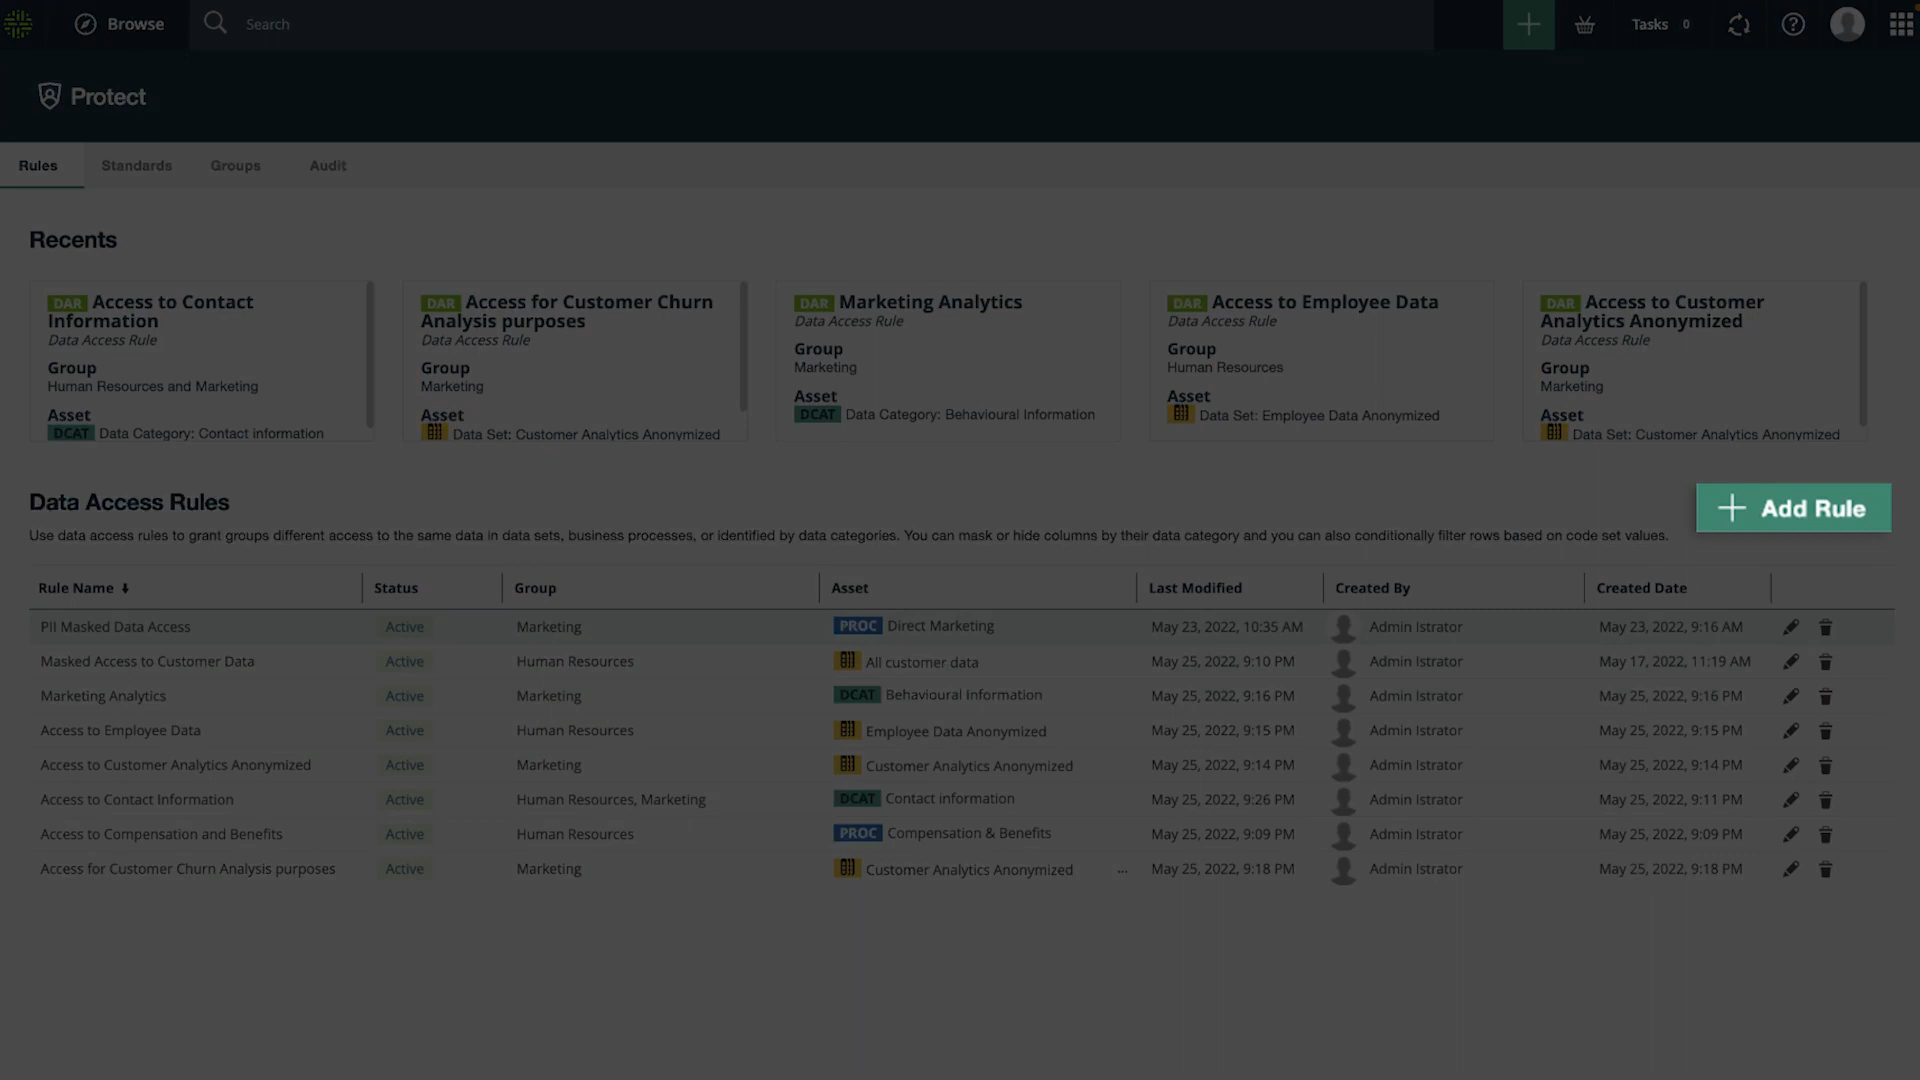 Browse
Search
Tasks 0
Protect
Rules Standards Groups Audit
Recents
DAR Access to Contact Information
Data Access Rule
Group
Human Resources and Marketing
Asset
DCAT Data Category: Contact information
DAR Access for Customer Churn Analysis purposes
Data Access Rule
Group
Marketing
Asset
Data Set: Customer Analytics Anonymized
DAR Marketing Analytics
Data Access Rule
Group
Marketing
Asset
DCAT Data Category: Behavioural Information
DAR Access to Employee Data
Data Access Rule
Group
Human Resources
Asset
Data Set: Employee Data Anonymized
DAR Access to Customer Analytics Anonymized
Data Access Rule
Group
Marketing
Asset
Data Set: Customer Analytics Anonymized
Data Access Rules
Add Rule
Use data access rules to grant groups different access to the same data in data sets, business processes, or identified by data categories. You can mask or hide columns by their data category and you can also conditionally filter rows based on code set values.
Rule Name Status Group Asset Last Modified Created By Created Date
PII Masked Data Access Active Marketing PROC Direct Marketing May 23, 2022, 10:35 AM Admin Istrator May 23, 2022, 9:16 AM
Masked Access to Customer Data Active Human Resources All customer data May 25, 2022, 9:10 PM Admin Istrator May 17, 2022, 11:19 AM
Marketing Analytics Active Marketing DCAT Behavioural Information May 25, 2022, 9:16 PM Admin Istrator May 25, 2022, 9:16 PM
Access to Employee Data Active Human Resources Employee Data Anonymized May 25, 2022, 9:15 PM Admin Istrator May 25, 2022, 9:15 PM
Access to Customer Analytics Anonymized Active Marketing Customer Analytics Anonymized May 25, 2022, 9:14 PM Admin Istrator May 25, 2022, 9:14 PM
Access to Contact Information Active Human Resources, Marketing DCAT Contact information May 25, 2022, 9:26 PM Admin Istrator May 25, 2022, 9:11 PM
Access to Compensation and Benefits Active Human Resources PROC Compensation & Benefits May 25, 2022, 9:09 PM Admin Istrator May 25, 2022, 9:09 PM
Access for Customer Churn Analysis purposes Active Marketing Customer Analytics Anonymized ... May 25, 2022, 9:18 PM Admin Istrator May 25, 2022, 9:18 PM